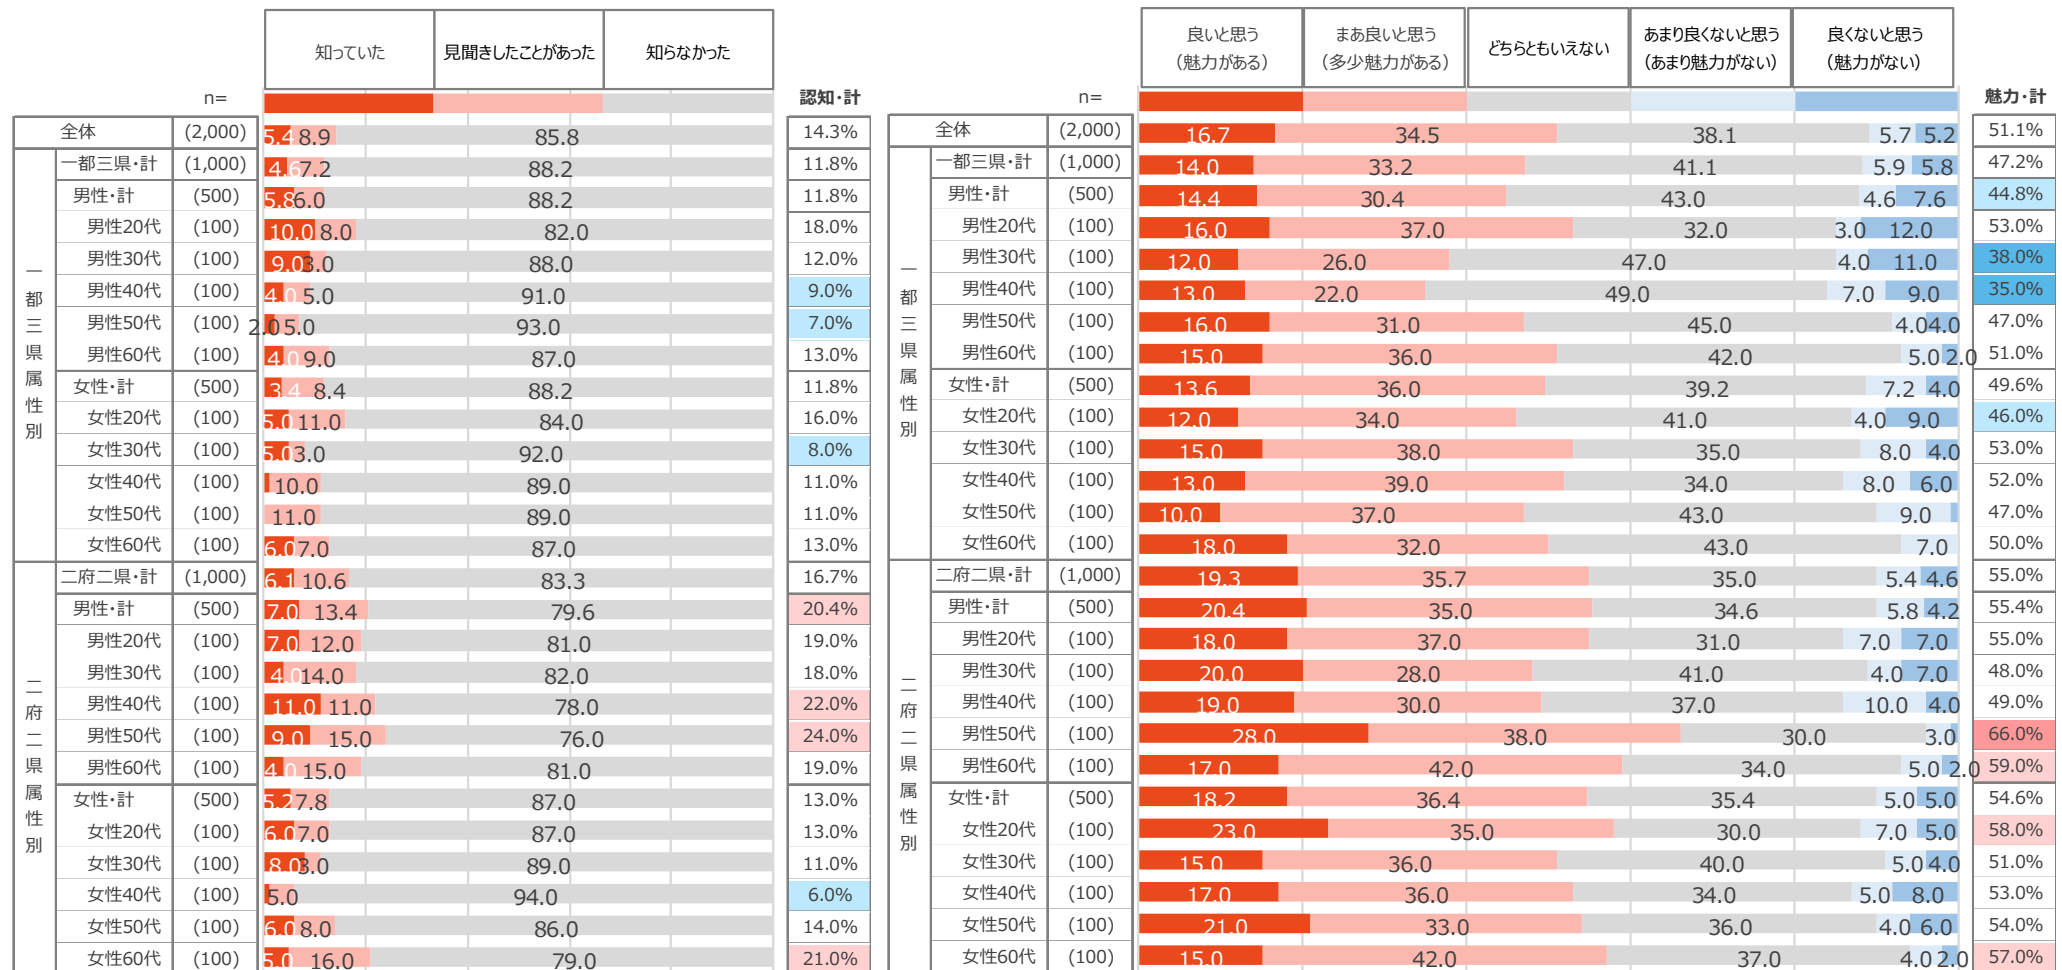 知っていた 見聞きしたことがあった 知らなかった
n= 認知・計
全体 (2,000) 5.4 8.9 85.8 14.3%
一都三県属性別
一都三県・計 (1,000) 4.6 7.2 88.2 11.8%
男性・計 (500) 5.8 6.0 88.2 11.8%
男性20代 (100) 10.0 8.0 82.0 18.0%
男性30代 (100) 9.0 3.0 88.0 12.0%
男性40代 (100) 4.0 5.0 91.0 9.0%
男性50代 (100) 2.0 5.0 93.0 7.0%
男性60代 (100) 4.0 9.0 87.0 13.0%
女性・計 (500) 3.4 8.4 88.2 11.8%
女性20代 (100) 5.0 11.0 84.0 16.0%
女性30代 (100) 5.0 3.0 92.0 8.0%
女性40代 (100) 10.0 89.0 11.0%
女性50代 (100) 11.0 89.0 11.0%
女性60代 (100) 6.0 7.0 87.0 13.0%
二府二県属性別
二府二県・計 (1,000) 6.1 10.6 83.3 16.7%
男性・計 (500) 7.0 13.4 79.6 20.4%
男性20代 (100) 7.0 12.0 81.0 19.0%
男性30代 (100) 4.0 14.0 82.0 18.0%
男性40代 (100) 11.0 11.0 78.0 22.0%
男性50代 (100) 9.0 15.0 76.0 24.0%
男性60代 (100) 4.0 15.0 81.0 19.0%
女性・計 (500) 5.2 7.8 87.0 13.0%
女性20代 (100) 6.0 7.0 87.0 13.0%
女性30代 (100) 8.0 3.0 89.0 11.0%
女性40代 (100) 5.0 94.0 6.0%
女性50代 (100) 6.0 8.0 86.0 14.0%
女性60代 (100) 5.0 16.0 79.0 21.0%
良いと思う まあ良いと思う どちらともいえない あまり良くないと思う 良くないと思う
(魅力がある) (多少魅力がある) (あまり魅力がない) (魅力がない)
n= 魅力・計
全体 (2,000) 16.7 34.5 38.1 5.7 5.2 51.1%
一都三県属性別
一都三県・計 (1,000) 14.0 33.2 41.1 5.9 5.8 47.2%
男性・計 (500) 14.4 30.4 43.0 4.6 7.6 44.8%
男性20代 (100) 16.0 37.0 32.0 3.0 12.0 53.0%
男性30代 (100) 12.0 26.0 47.0 4.0 11.0 38.0%
男性40代 (100) 13.0 22.0 49.0 7.0 9.0 35.0%
男性50代 (100) 16.0 31.0 45.0 4.0 4.0 47.0%
男性60代 (100) 15.0 36.0 42.0 5.0 2.0 51.0%
女性・計 (500) 13.6 36.0 39.2 7.2 4.0 49.6%
女性20代 (100) 12.0 34.0 41.0 4.0 9.0 46.0%
女性30代 (100) 15.0 38.0 35.0 8.0 4.0 53.0%
女性40代 (100) 13.0 39.0 34.0 8.0 6.0 52.0%
女性50代 (100) 10.0 37.0 43.0 9.0 47.0%
女性60代 (100) 18.0 32.0 43.0 7.0 50.0%
二府二県属性別
二府二県・計 (1,000) 19.3 35.7 35.0 5.4 4.6 55.0%
男性・計 (500) 20.4 35.0 34.6 5.8 4.2 55.4%
男性20代 (100) 18.0 37.0 31.0 7.0 7.0 55.0%
男性30代 (100) 20.0 28.0 41.0 4.0 7.0 48.0%
男性40代 (100) 19.0 30.0 37.0 10.0 4.0 49.0%
男性50代 (100) 28.0 38.0 30.0 3.0 66.0%
男性60代 (100) 17.0 42.0 34.0 5.0 2.0 59.0%
女性・計 (500) 18.2 36.4 35.4 5.0 5.0 54.6%
女性20代 (100) 23.0 35.0 30.0 7.0 5.0 58.0%
女性30代 (100) 15.0 36.0 40.0 5.0 4.0 51.0%
女性40代 (100) 17.0 36.0 34.0 5.0 8.0 53.0%
女性50代 (100) 21.0 33.0 36.0 4.0 6.0 54.0%
女性60代 (100) 15.0 42.0 37.0 4.0 2.0 57.0%